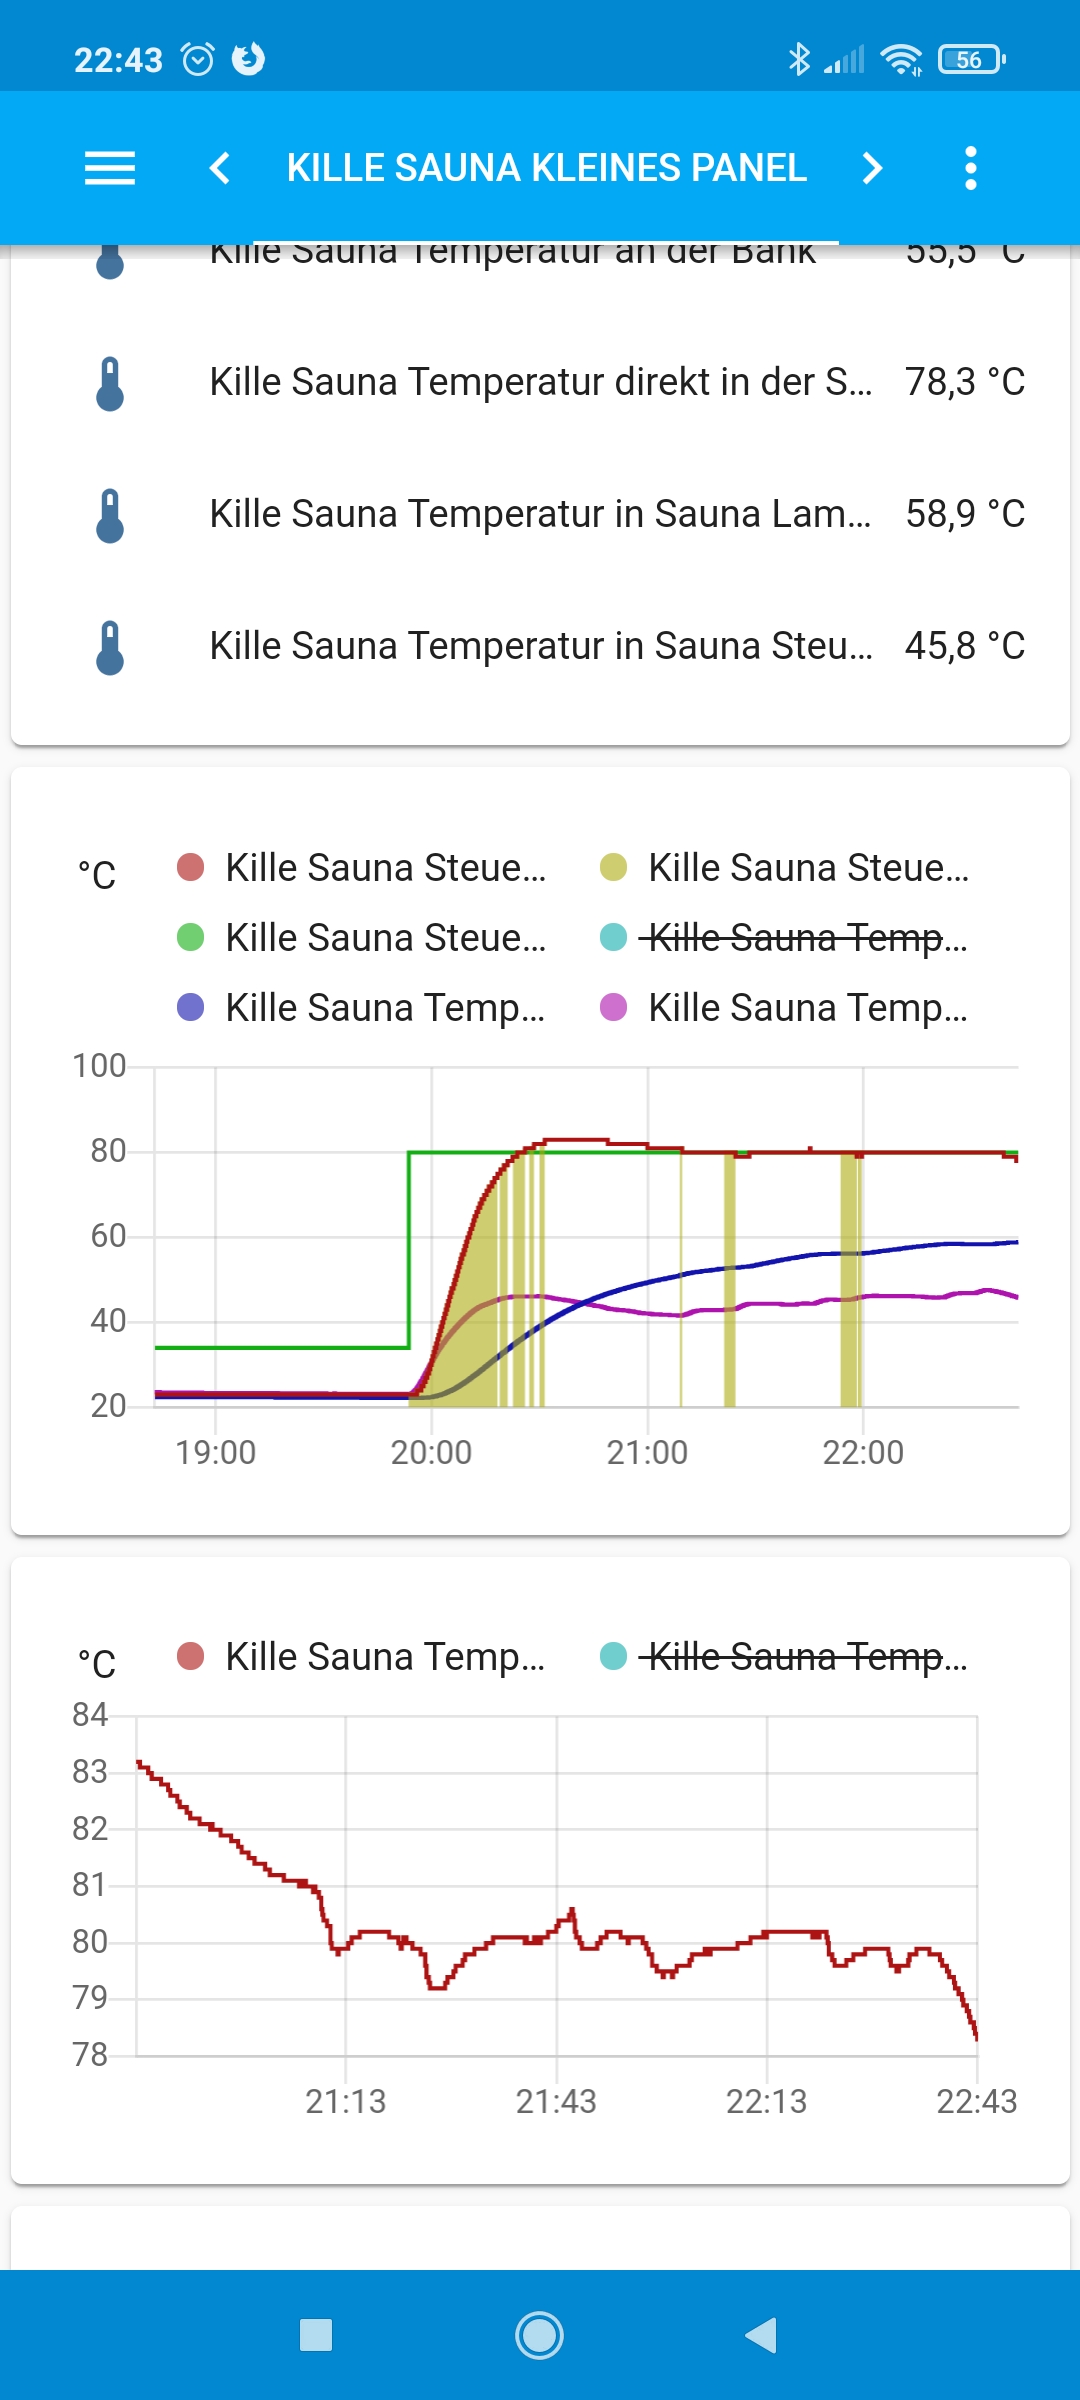 22:43 56
KILLE SAUNA KLEINES PANEL
Kille Sauna Temperatur an der Bank 55,5 °C
Kille Sauna Temperatur direkt in der S... 78,3 °C
Kille Sauna Temperatur in Sauna Lam... 58,9 °C
Kille Sauna Temperatur in Sauna Steu... 45,8 °C
°C Kille Sauna Steue... Kille Sauna Steue...
Kille Sauna Steue... Kille Sauna Temp...
Kille Sauna Temp... Kille Sauna Temp...
100
80
60
40
20
19:00 20:00 21:00 22:00
°C Kille Sauna Temp... Kille Sauna Temp...
84
83
82
81
80
79
78
21:13 21:43 22:13 22:43